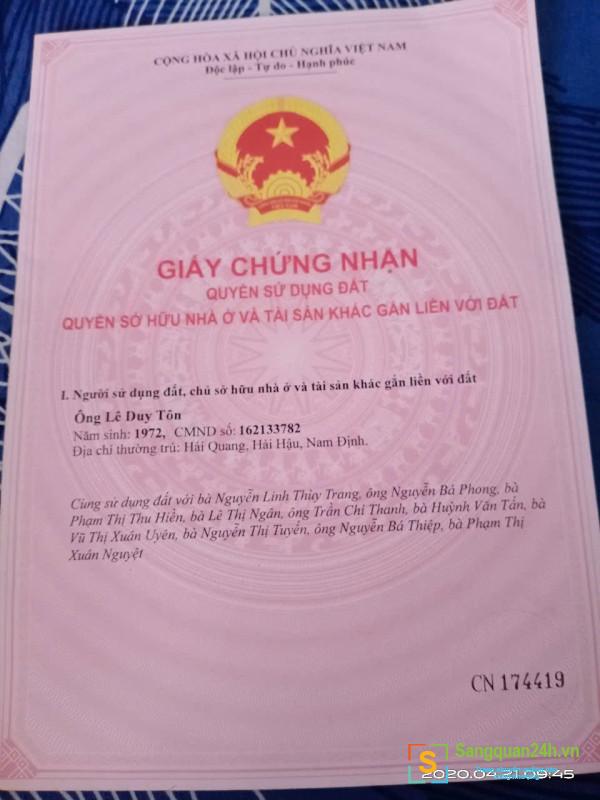 CỘNG HÒA XÃ HỘI CHỦ NGHĨA VIỆT NAM
Độc lập - Tự do - Hạnh phúc
GIẤY CHỨNG NHẬN
QUYỀN SỬ DỤNG ĐẤT
QUYỀN SỞ HỮU NHÀ Ở VÀ TÀI SẢN KHÁC GẮN LIỀN VỚI ĐẤT
I. Người sử dụng đất, chủ sở hữu nhà ở và tài sản khác gắn liền với đất
Ông Lê Duy Tôn
Năm sinh: 1972, CMND số: 162133782
Địa chỉ thường trú: Hải Quang, Hải Hậu, Nam Định.
Cùng sử dụng đất với bà Nguyễn Linh Thùy Trang, ông Nguyễn Bá Phong, bà
Phạm Thị Thu Hiền, bà Lê Thị Ngân, ông Trần Chí Thanh, bà Huỳnh Văn Tấn, bà
Vũ Thị Xuân Uyên, bà Nguyễn Thị Tuyển, ông Nguyễn Bá Thiệp, bà Phạm Thị
Xuân Nguyệt
CN 174419
Sangquan24h.vn
2020.04.21 09:45